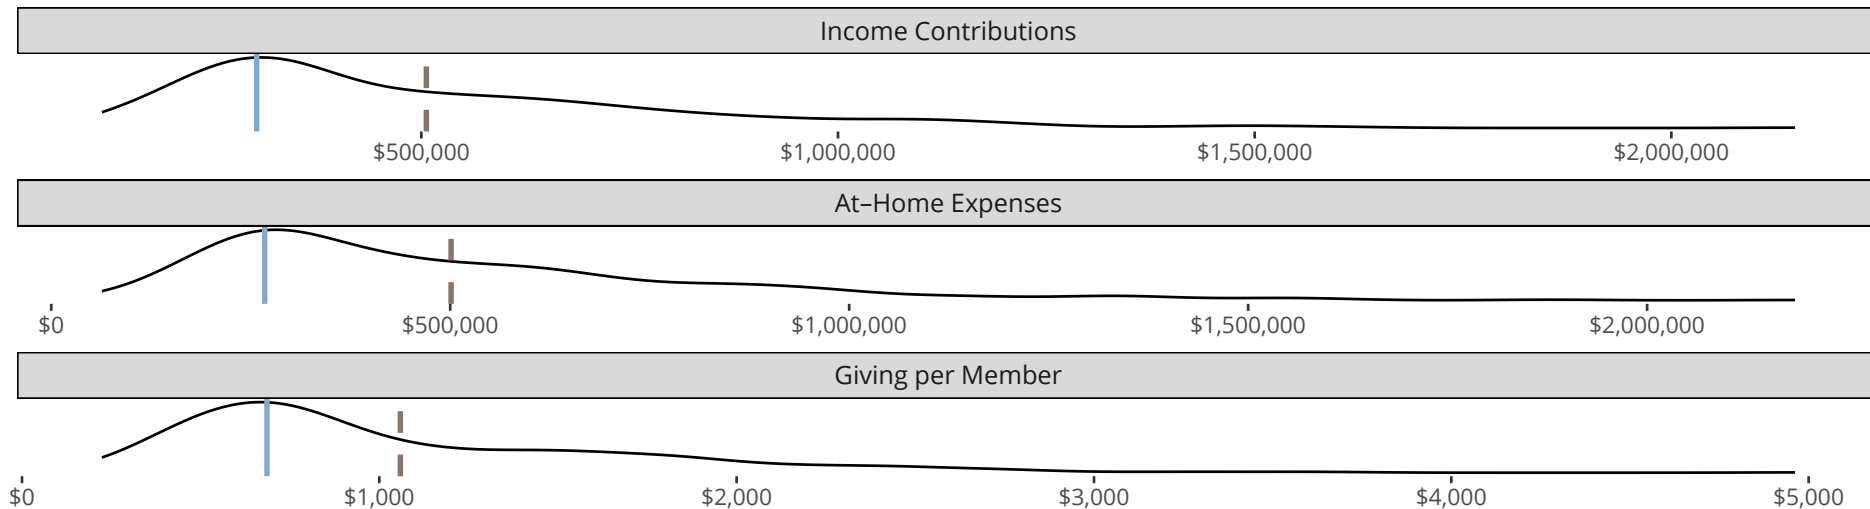 Income Contributions
$500,000 $1,000,000 $1,500,000 $2,000,000
At–Home Expenses
$0 $500,000 $1,000,000 $1,500,000 $2,000,000
Giving per Member
$0 $1,000 $2,000 $3,000 $4,000 $5,000